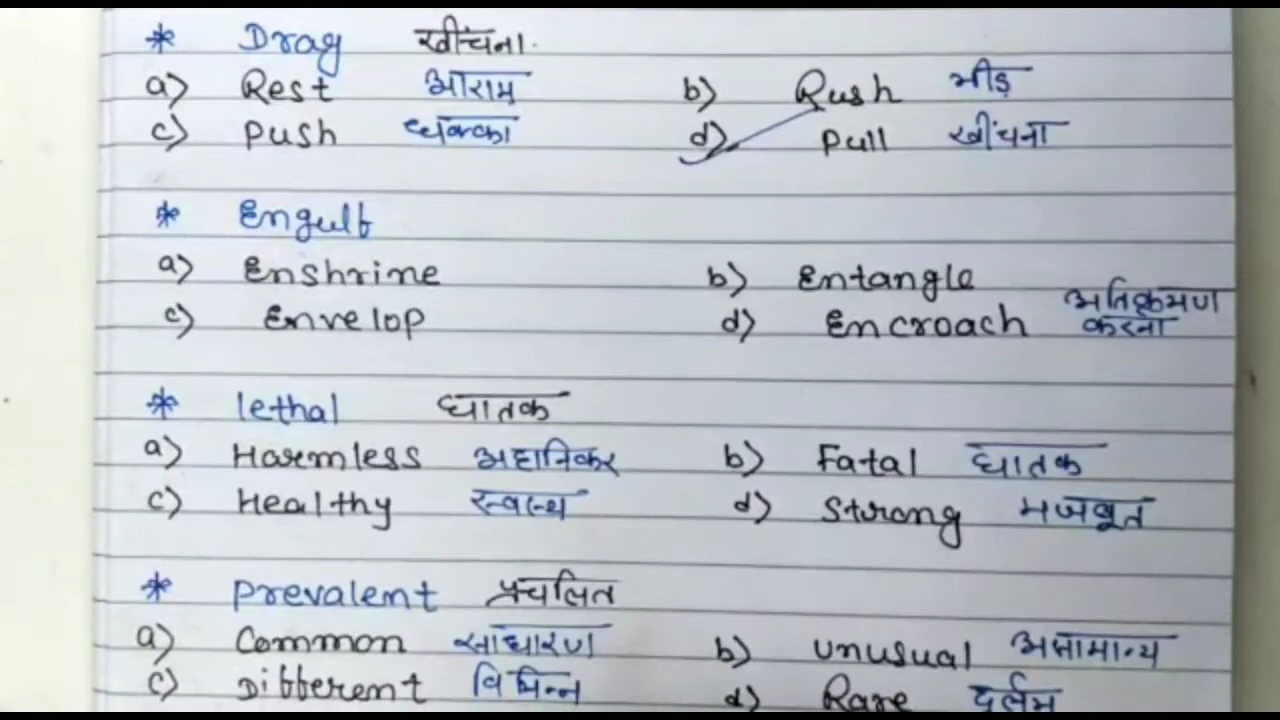 * Drag खींचना.
a) Rest आराम b) Rush भीड़
c) Push धक्का d) Pull खींचना
* Engulf
a) Enshrine b) Entangle
c) Envelop d) Encroach अतिक्रमण करना
* lethal घातक
a) Harmless अहानिकर b) Fatal घातक
c) Healthy स्वस्थ d) Strong मजबूत
* Prevalent प्रचलित
a) Common साधारण b) Unusual असामान्य
c) Different विभिन्न d) Rare दुर्लभ